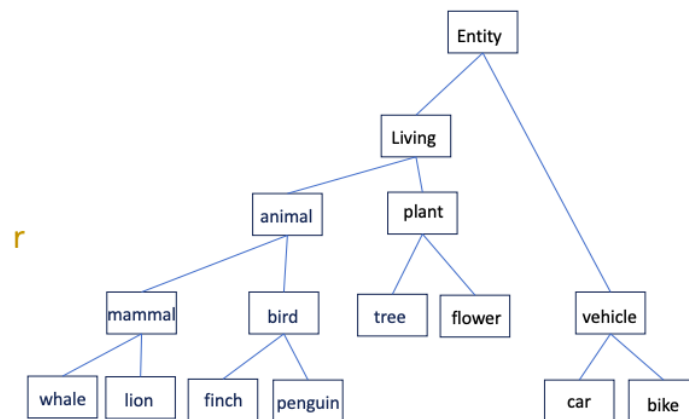 Entity
Living
animal
plant
r
mammal
bird
tree
flower
vehicle
whale
lion
finch
penguin
car
bike